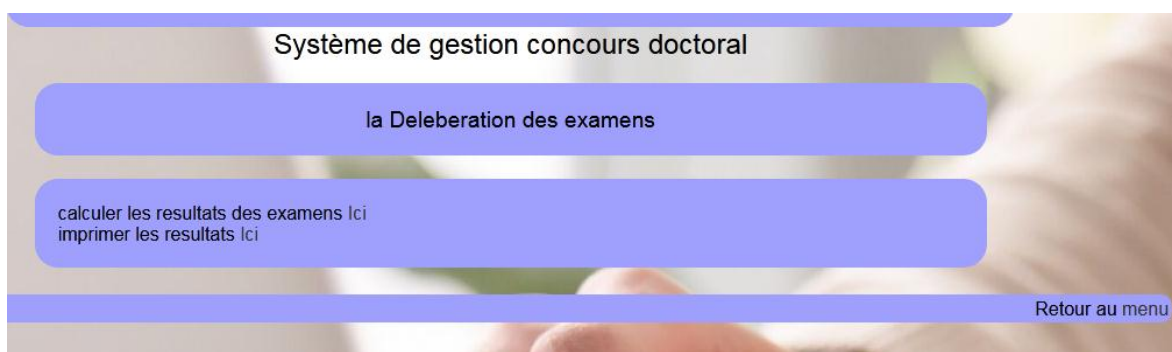 Système de gestion concours doctoral
la Deleberation des examens
calculer les resultats des examens Ici
imprimer les resultats Ici
Retour au menu